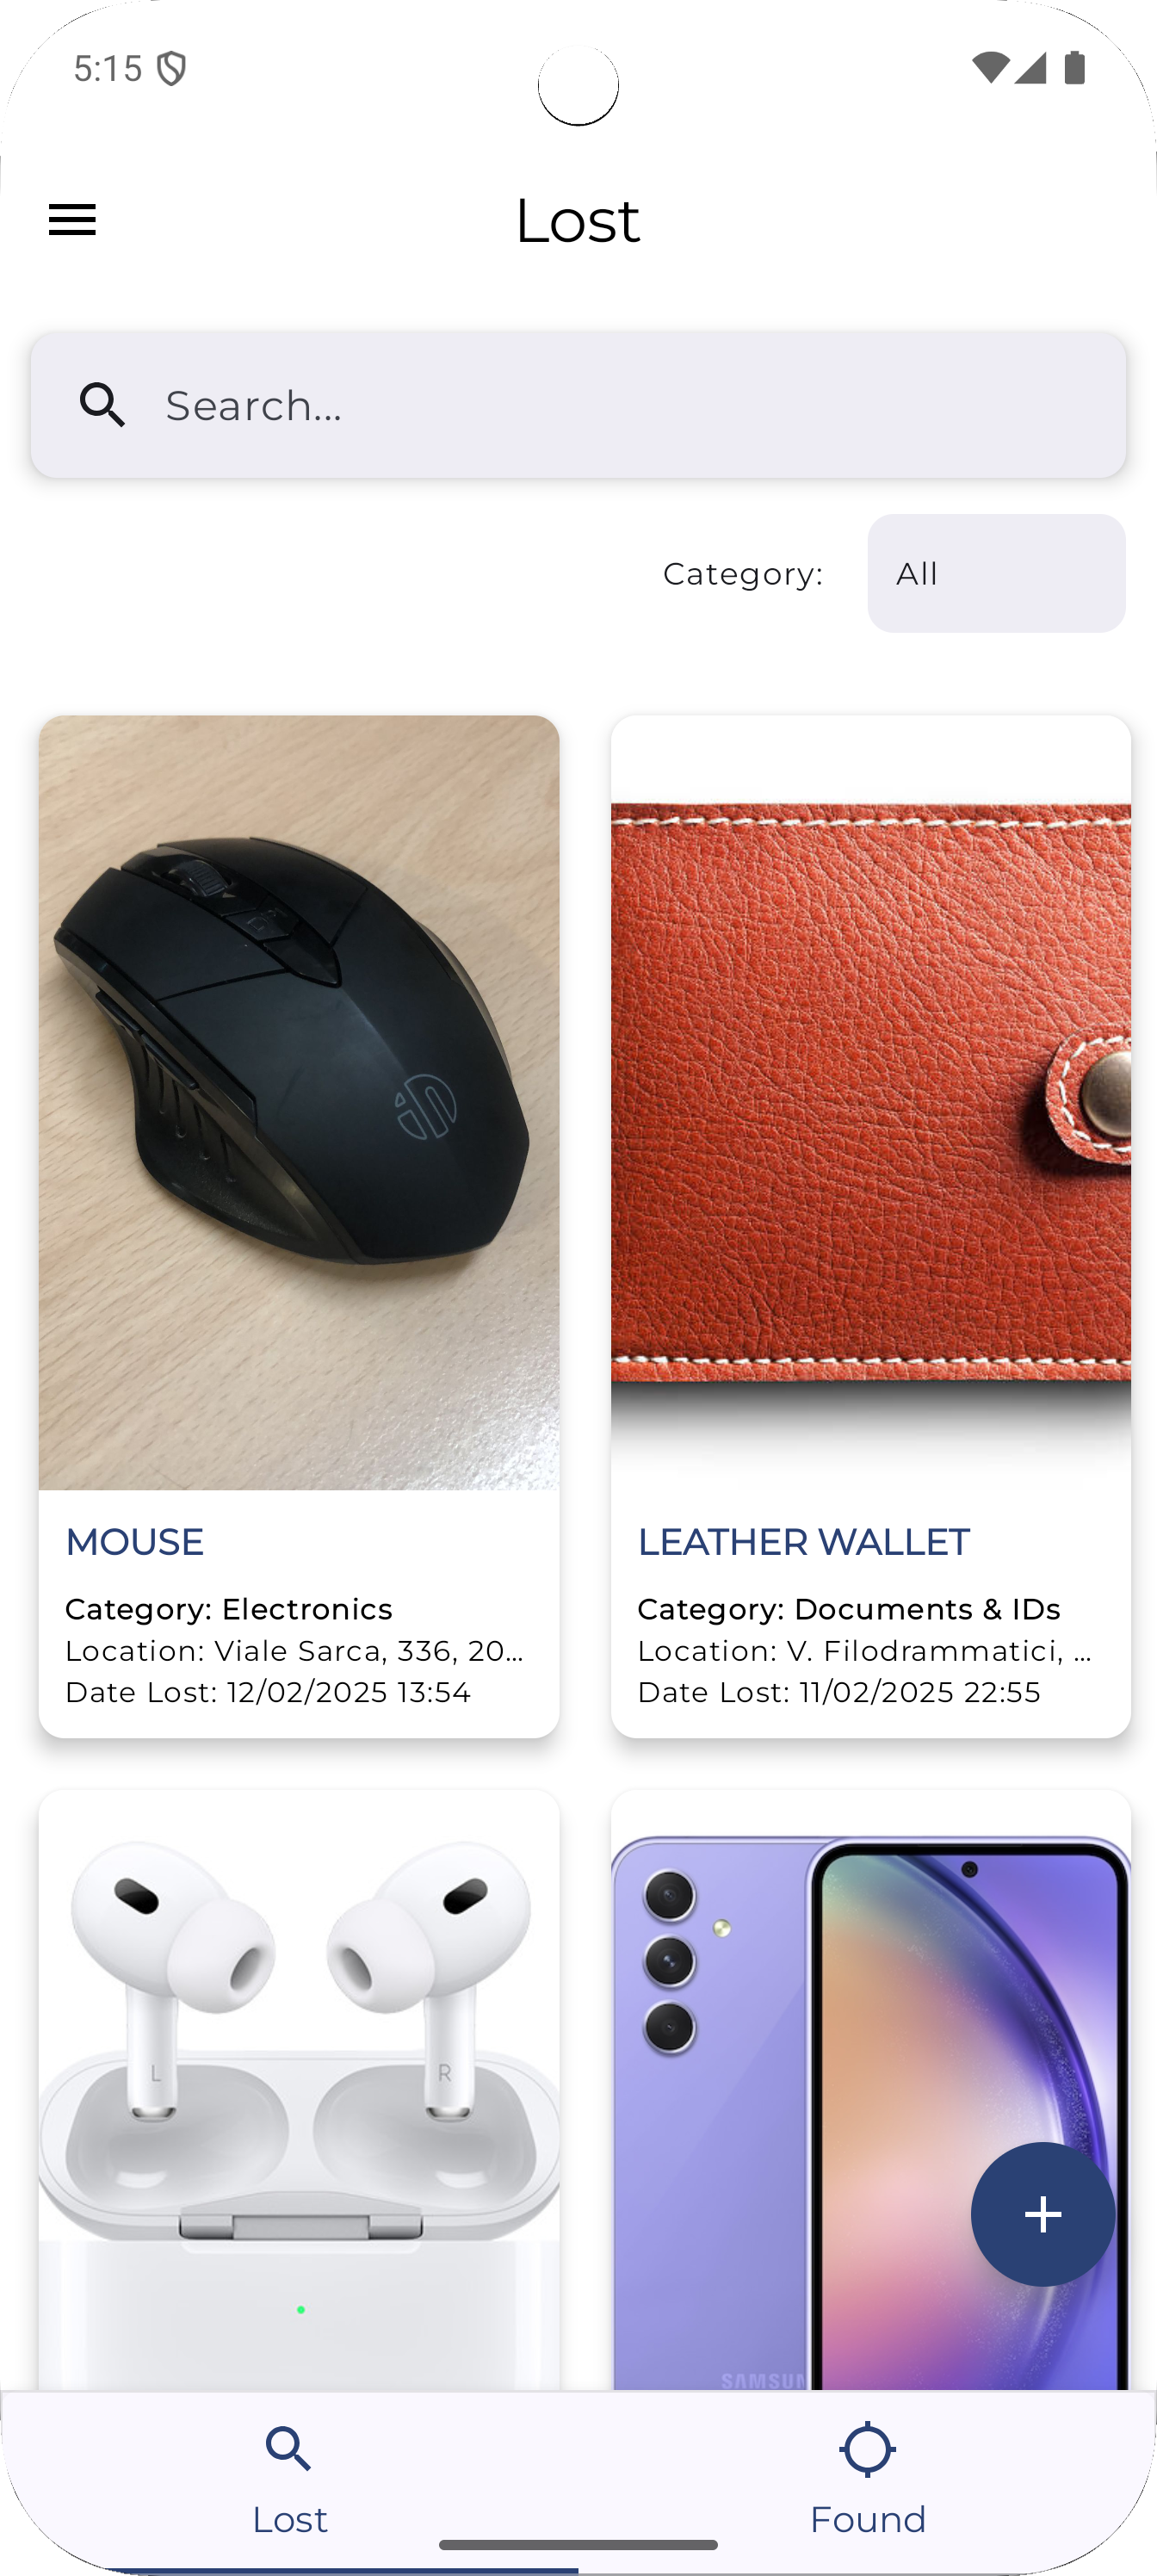 5:15
Lost
Search...
Category:
All
MOUSE
Category: Electronics
Location: Viale Sarca, 336, 20...
Date Lost: 12/02/2025 13:54
LEATHER WALLET
Category: Documents & IDs
Location: V. Filodrammatici, ...
Date Lost: 11/02/2025 22:55
L
R
Lost
Found